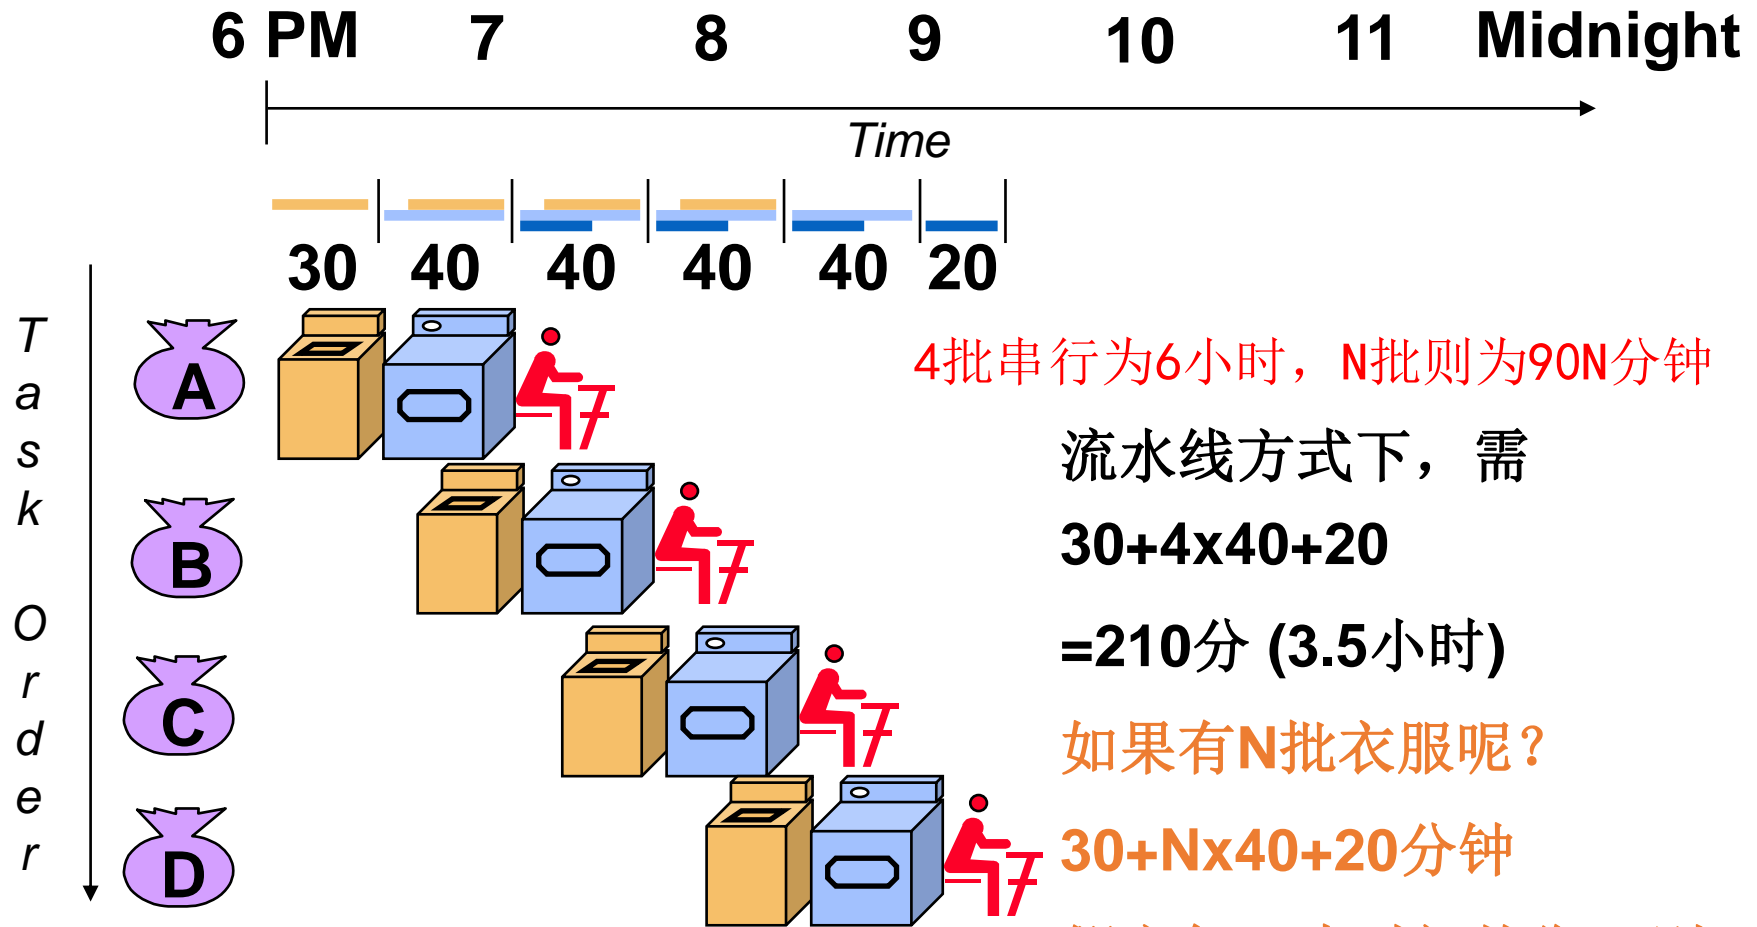 6 PM 7 8 9 10 11 Midnight
Time
30 40 40 40 40 20
Task Order
A
B
C
D
4批串行为6小时，N批则为90N分钟
流水线方式下，需
30+4x40+20
=210分 (3.5小时)
如果有N批衣服呢？
30+Nx40+20分钟